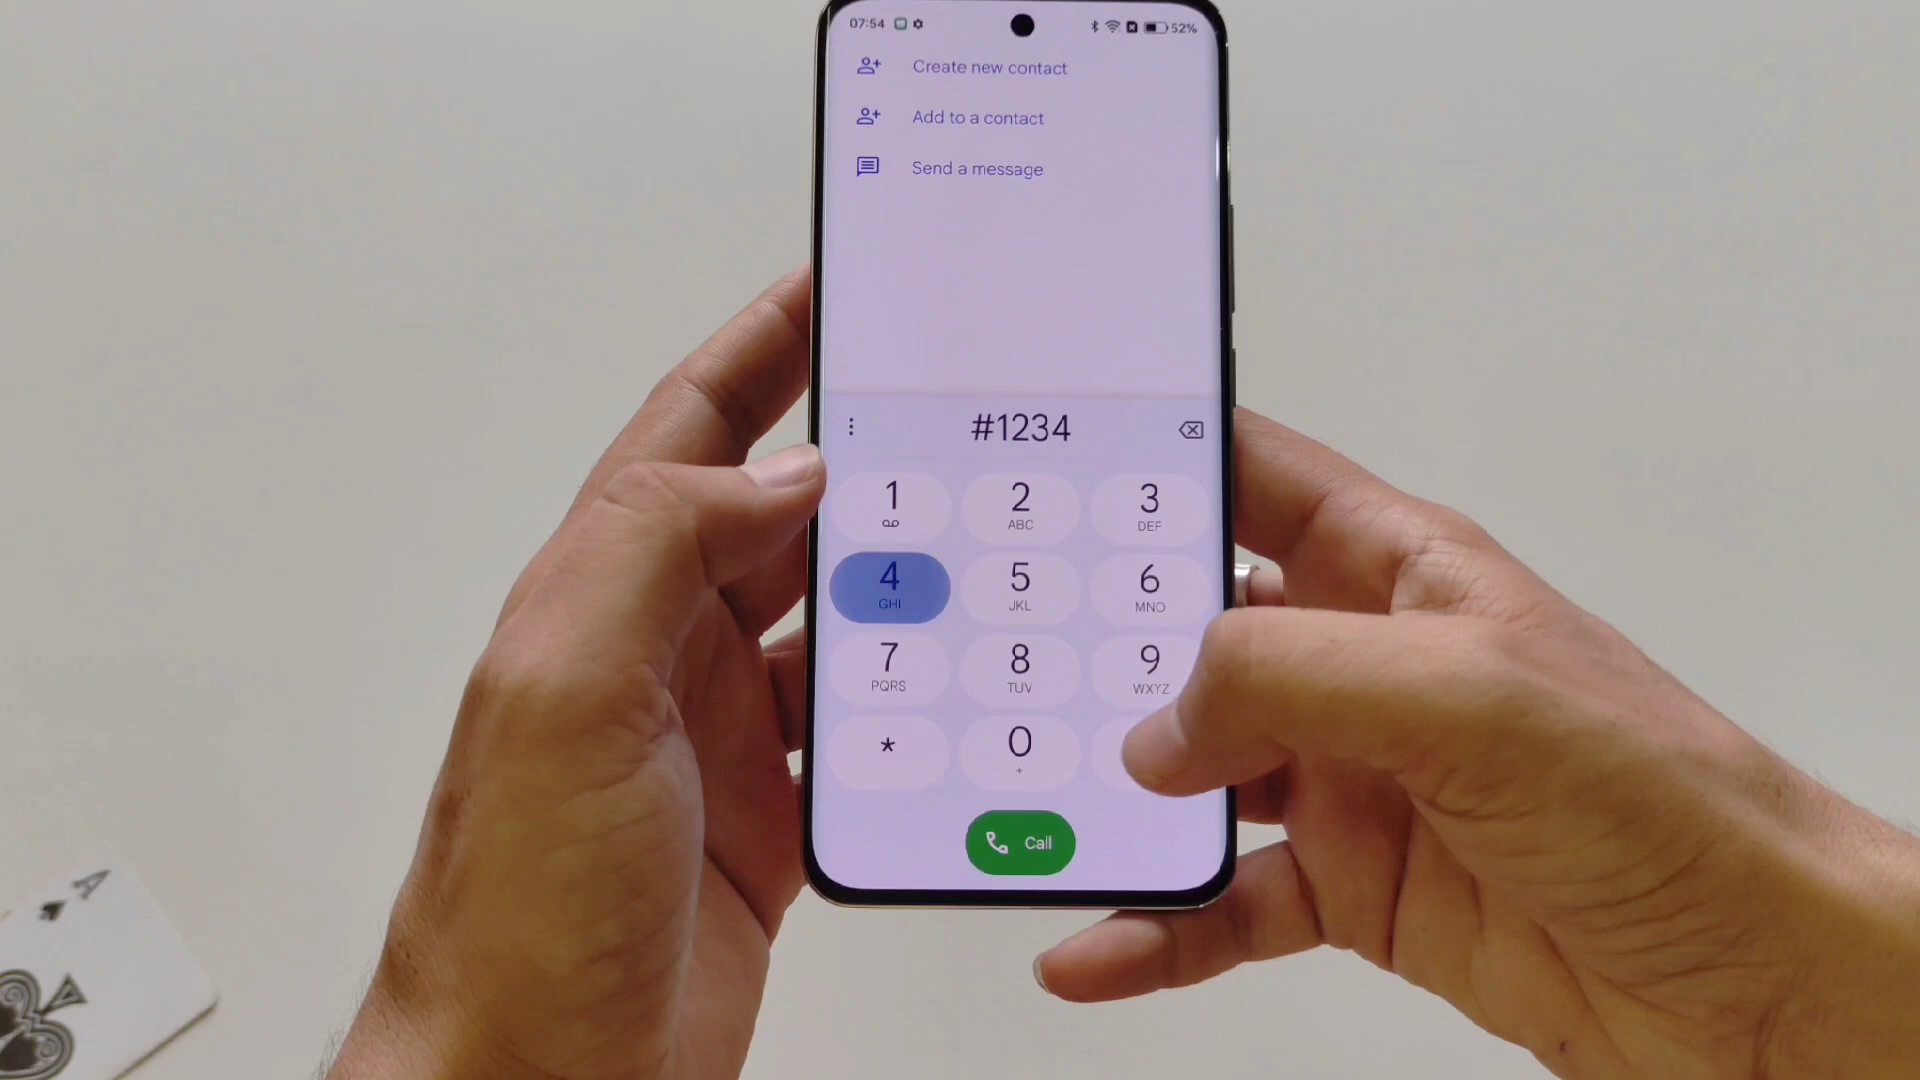 07:54 52%
Create new contact
Add to a contact
Send a message
#1234
1 2 3
ABC DEF
4 5 6
GHI JKL MNO
7 8 9
PQRS TUV WXYZ
* 0
+
Call
A